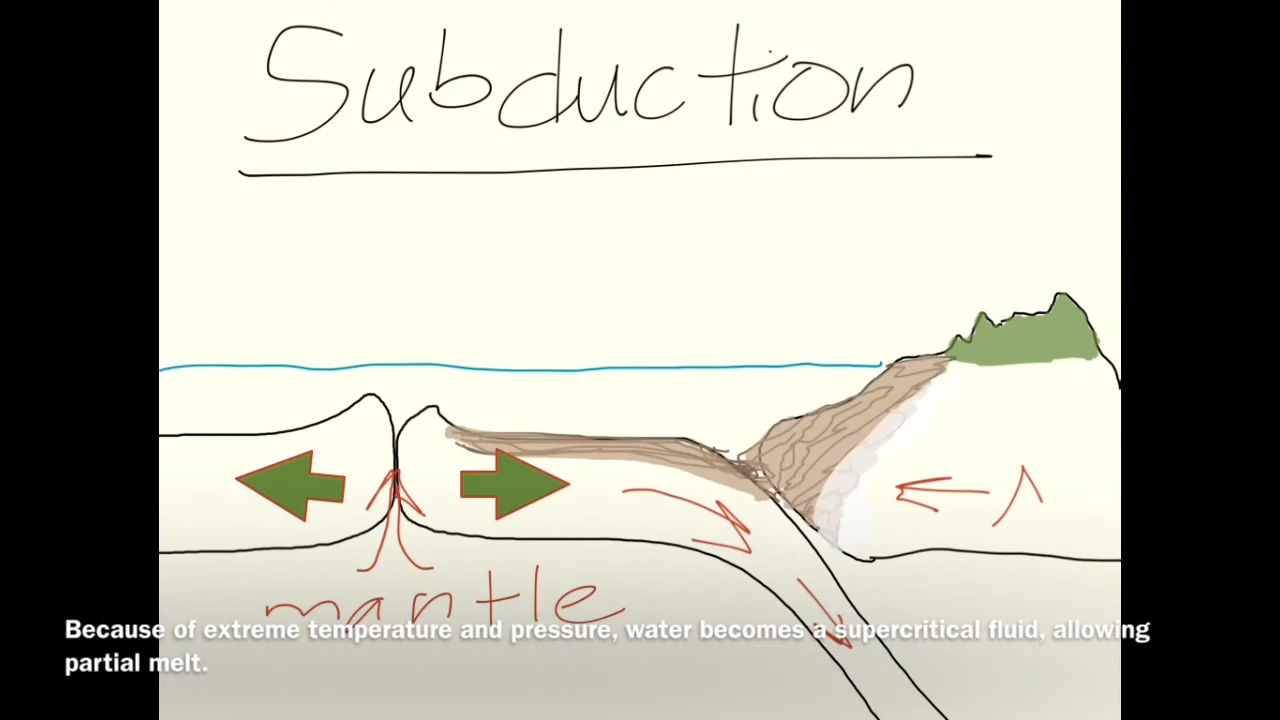 Subduction
mantle
Because of extreme temperature and pressure, water becomes a supercritical fluid, allowing
partial melt.